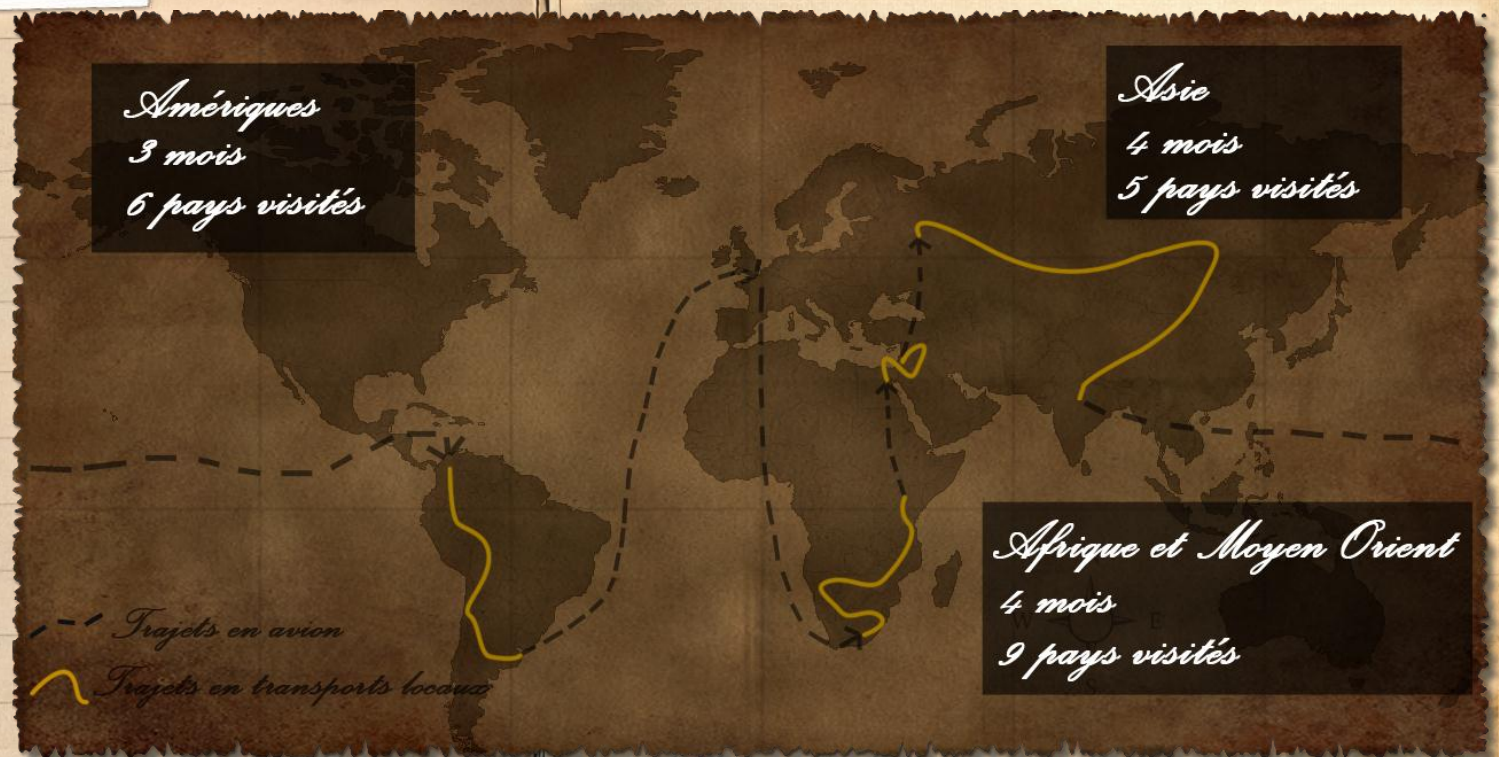 Amériques
3 mois
6 pays visités
Asie
4 mois
5 pays visités
Afrique et Moyen Orient
4 mois
9 pays visités
W E
S
Trajets en avion
Trajets en transports locaux